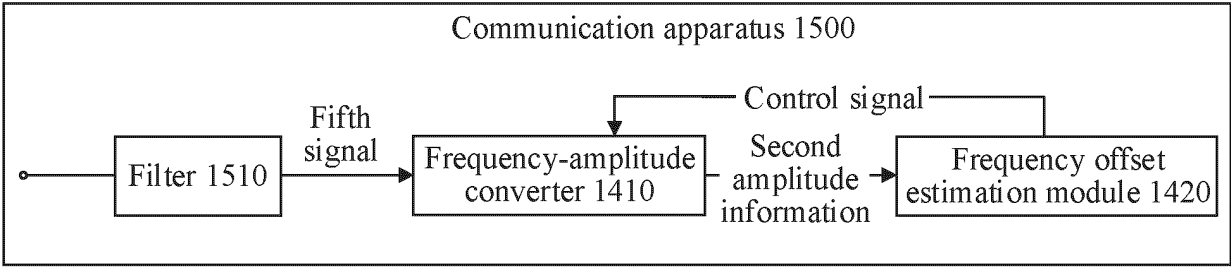 Communication apparatus 1500
Control signal
Fifth
signal
Filter 1510
Frequency-amplitude
converter 1410
Second
amplitude
information
Frequency offset
estimation module 1420